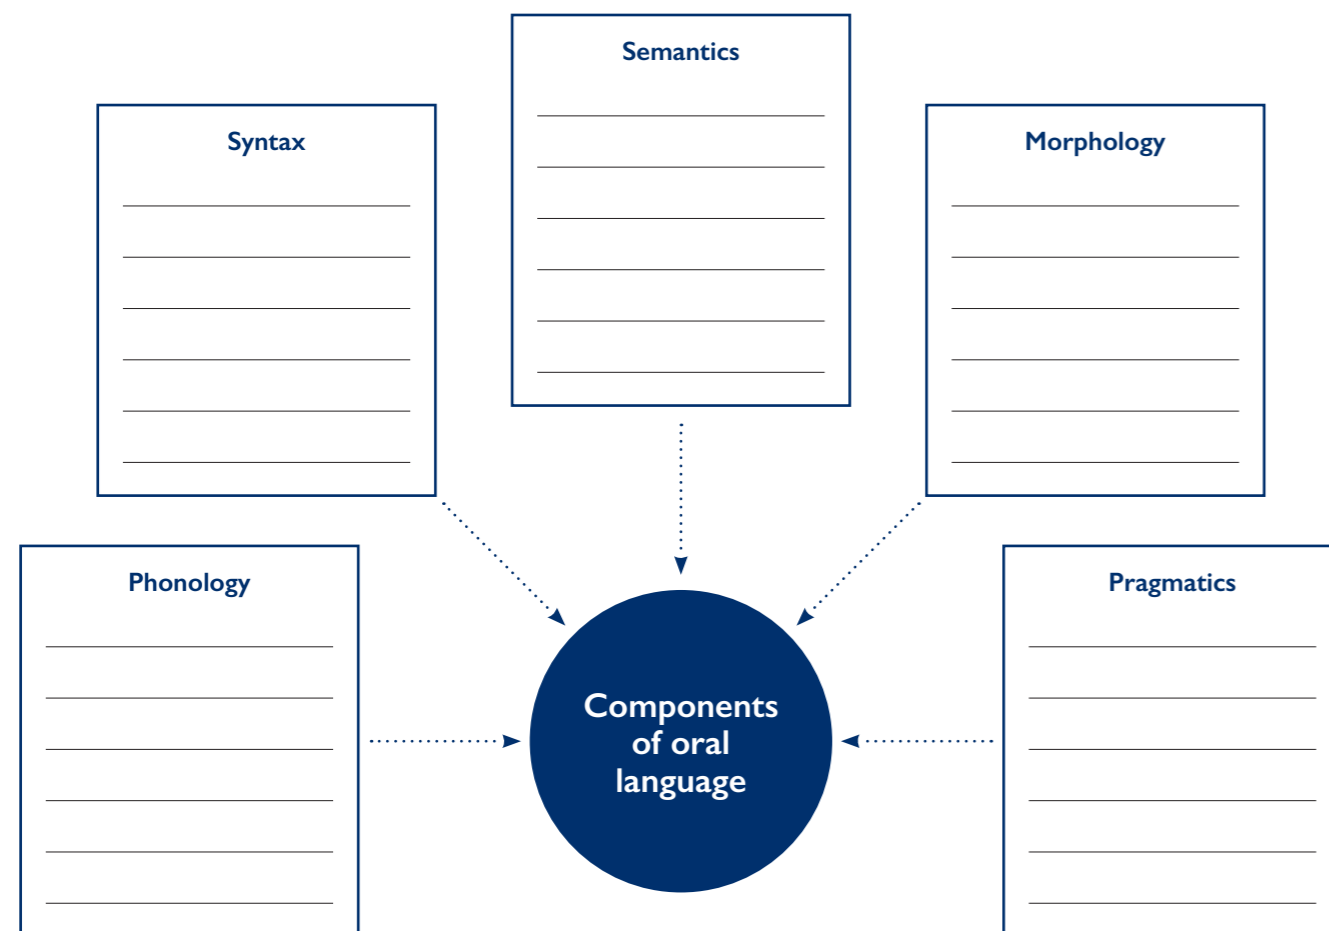 Semantics
Syntax
Morphology
Phonology
Pragmatics
Components
of oral
language